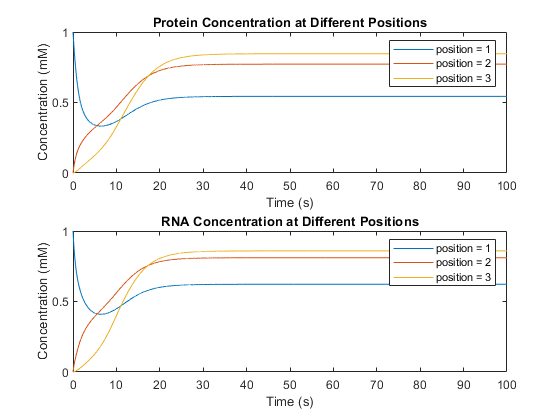 Protein Concentration at Different Positions
1
0.5
0
Concentration (mM)
position = 1
position = 2
position = 3
0 10 20 30 40 50 60 70 80 90 100
Time (s)
RNA Concentration at Different Positions
1
0.5
0
Concentration (mM)
position = 1
position = 2
position = 3
0 10 20 30 40 50 60 70 80 90 100
Time (s)